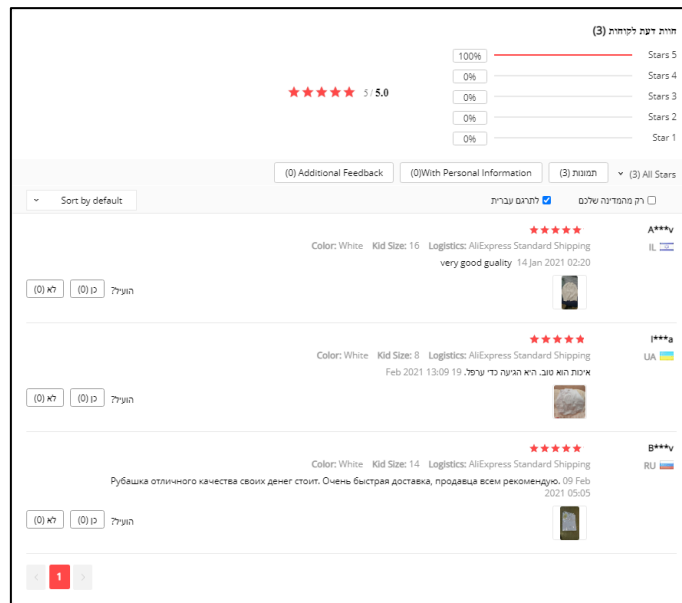 חוות דעת לקוחות (3)
Stars 5 100%
Stars 4 0%
Stars 3 0%
Stars 2 0%
Star 1 0%
5 / 5.0
(3) All Stars תמונות (3) (0)With Personal Information (0) Additional Feedback
רק מהמדינה שלכם לתרגם עברית Sort by default
A***v
IL
Color: White Kid Size: 16 Logistics: AliExpress Standard Shipping
very good guality 14 Jan 2021 02:20
הועיל? כן (0) לא (0)
I***a
UA
Color: White Kid Size: 8 Logistics: AliExpress Standard Shipping
איכות הוא טוב. היא הגיעה כדי ערפל. 19 Feb 2021 13:09
הועיל? כן (0) לא (0)
B***v
RU
Color: White Kid Size: 14 Logistics: AliExpress Standard Shipping
Рубашка отличного качества своих денег стоит. Очень быстрая доставка, продавца всем рекомендую. 09 Feb
2021 05:05
הועיל? כן (0) לא (0)
1